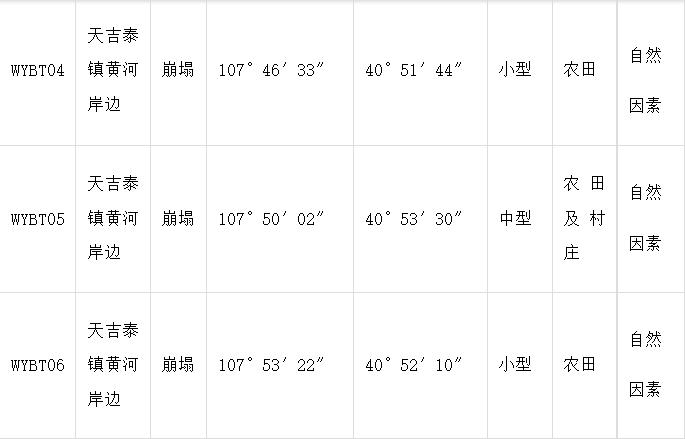 WYBT04 天吉泰镇黄河岸边 崩塌 107°46′33″ 40°51′44″ 小型 农田 自然因素
WYBT05 天吉泰镇黄河岸边 崩塌 107°50′02″ 40°53′30″ 中型 农田及村庄 自然因素
WYBT06 天吉泰镇黄河岸边 崩塌 107°53′22″ 40°52′10″ 小型 农田 自然因素